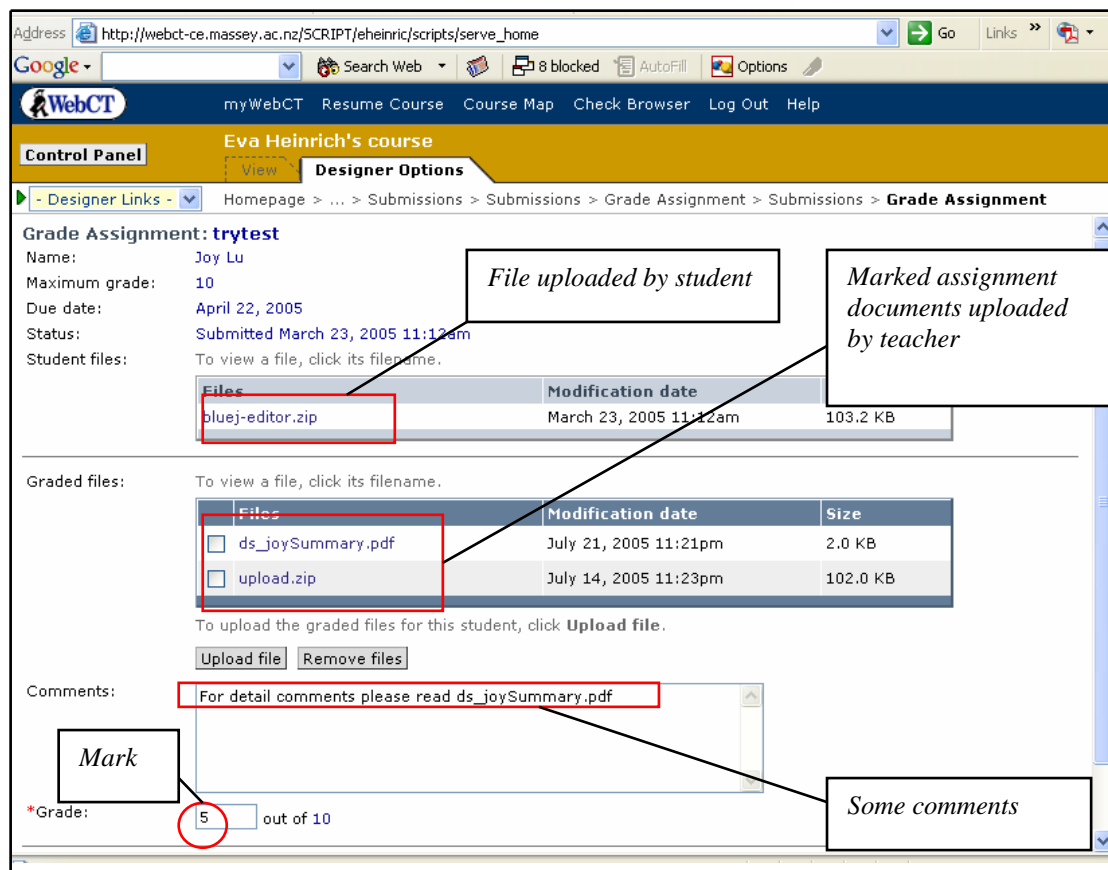 Address http://webct-ce.massey.ac.nz/SCRIPT/eheinric/scripts/serve_home Go Links »
Google Search Web 8 blocked AutoFill Options
WebCT myWebCT Resume Course Course Map Check Browser Log Out Help
Control Panel Eva Heinrich's course
View Designer Options
- Designer Links - Homepage > ... > Submissions > Submissions > Grade Assignment > Submissions > Grade Assignment
Grade Assignment: trytest
Name: Joy Lu
Maximum grade: 10
Due date: April 22, 2005
Status: Submitted March 23, 2005 11:12am
Student files: To view a file, click its filename.
File uploaded by student
Marked assignment
documents uploaded
by teacher
Files Modification date
bluej-editor.zip March 23, 2005 11:12am 103.2 KB
Graded files: To view a file, click its filename.
Files Modification date Size
ds_joySummary.pdf July 21, 2005 11:21pm 2.0 KB
upload.zip July 14, 2005 11:23pm 102.0 KB
To upload the graded files for this student, click Upload file.
Upload file Remove files
Comments: For detail comments please read ds_joySummary.pdf
Mark
Some comments
*Grade: 5 out of 10